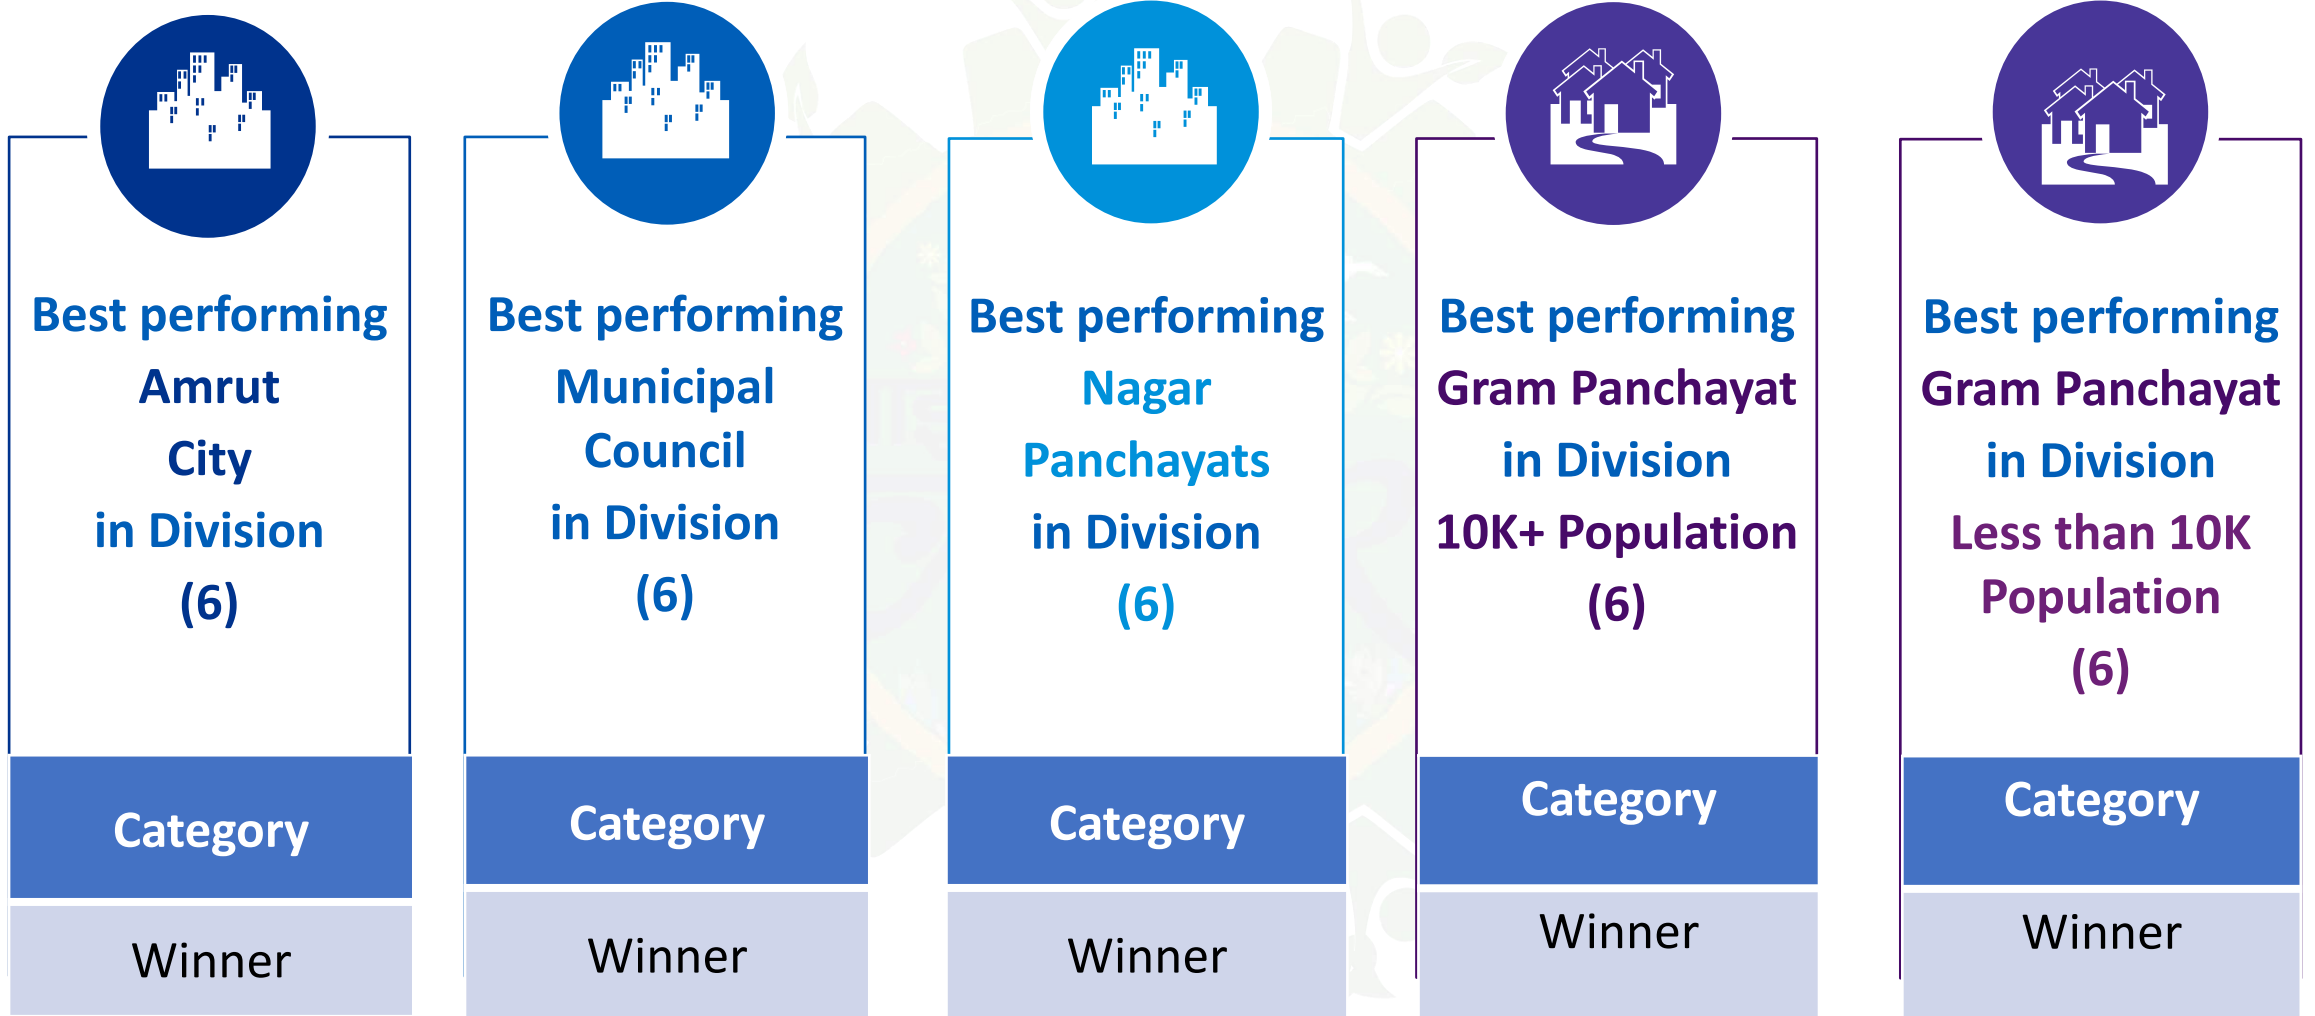 Best performing
Amrut
City
in Division
(6)
Category
Winner
Best performing
Municipal
Council
in Division
(6)
Category
Winner
Best performing
Nagar
Panchayats
in Division
(6)
Category
Winner
Best performing
Gram Panchayat
in Division
10K+ Population
(6)
Category
Winner
Best performing
Gram Panchayat
in Division
Less than 10K
Population
(6)
Category
Winner